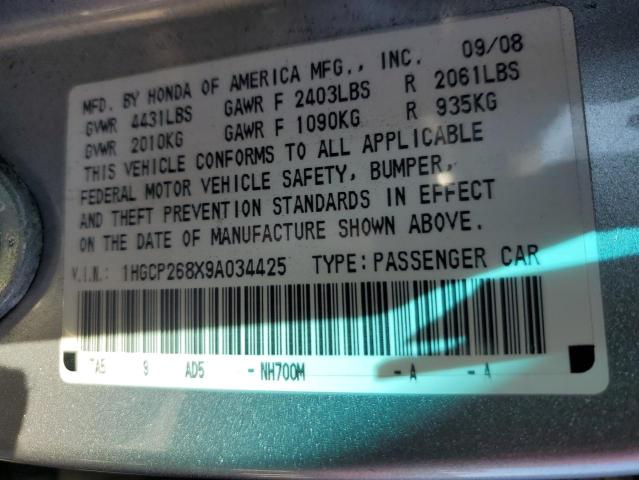 MFD. BY HONDA OF AMERICA MFG., INC. 09/08
GVWR 4431LBS GAWR F 2403LBS R 2061LBS
GVWR 2010KG GAWR F 1090KG R 935KG
THIS VEHICLE CONFORMS TO ALL APPLICABLE
FEDERAL MOTOR VEHICLE SAFETY, BUMPER,
AND THEFT PREVENTION STANDARDS IN EFFECT
ON THE DATE OF MANUFACTURE SHOWN ABOVE.
V.I.N.: 1HGCP268X9A034425 TYPE: PASSENGER CAR
TA5 9 AD5 -NH700M -A -A